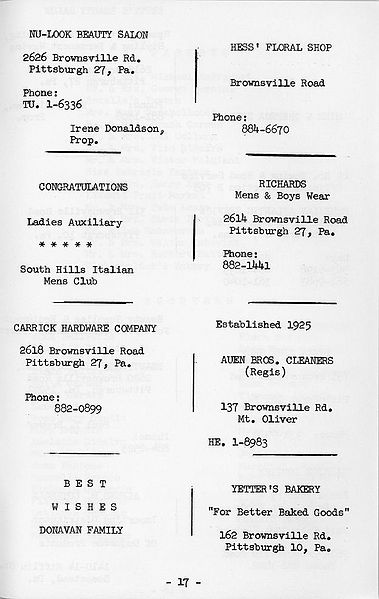 NU-LOOK BEAUTY SALON
2626 Brownsville Rd.
Pittsburgh 27, Pa.
Phone:
TU. 1-6336
Irene Donaldson,
Prop.
HESS' FLORAL SHOP
Brownsville Road
Phone:
884-6670
CONGRATULATIONS
Ladies Auxiliary
* * * * *
South Hills Italian
Mens Club
RICHARDS
Mens & Boys Wear
2614 Brownsville Road
Pittsburgh 27, Pa.
Phone:
882-1441
CARRICK HARDWARE COMPANY
2618 Brownsville Road
Pittsburgh 27, Pa.
Phone:
882-0899
Established 1925
AUEN BROS. CLEANERS
(Regis)
137 Brownsville Rd.
Mt. Oliver
HE. 1-8983
B E S T
W I S H E S
DONAVAN FAMILY
YETTER'S BAKERY
"For Better Baked Goods"
162 Brownsville Rd.
Pittsburgh 10, Pa.
- 17 -